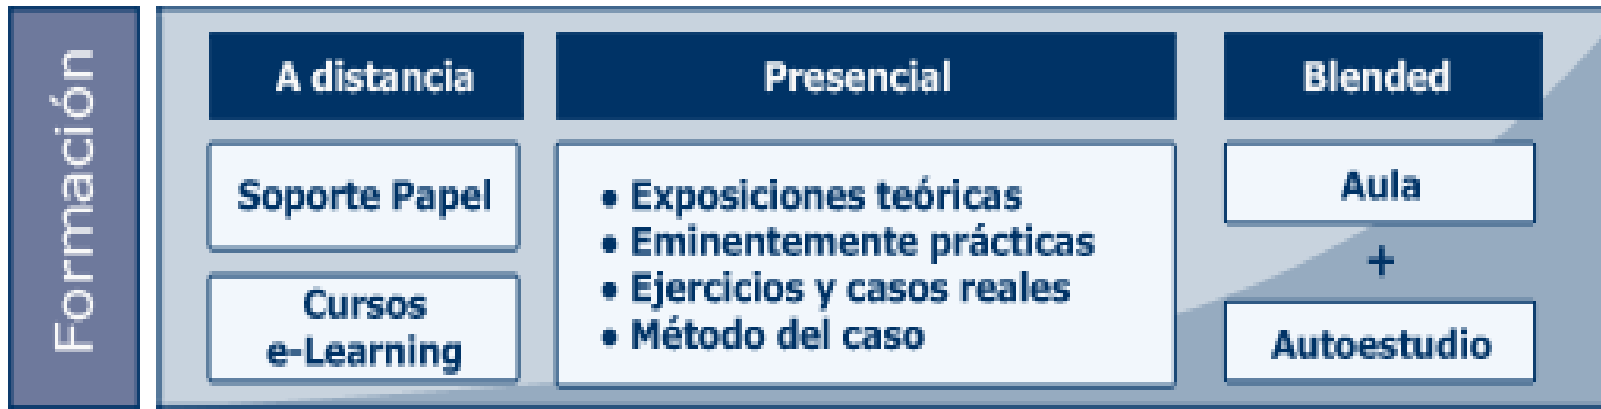 Formación
A distancia
Soporte Papel
Cursos
e-Learning
Presencial
• Exposiciones teóricas
• Eminentemente prácticas
• Ejercicios y casos reales
• Método del caso
Blended
Aula
+
Autoestudio